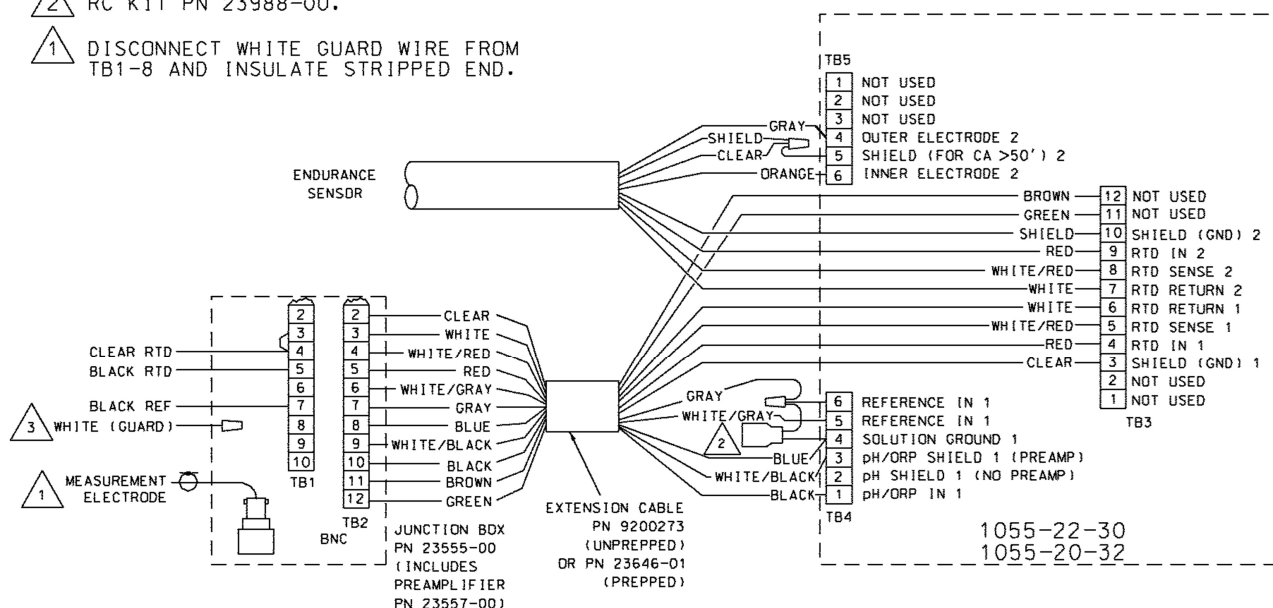 2 RC KIT PN 23988-00.
1 DISCONNECT WHITE GUARD WIRE FROM
TB1-8 AND INSULATE STRIPPED END.
TB5
1 NOT USED
2 NOT USED
3 NOT USED
GRAY 4 OUTER ELECTRODE 2
SHIELD
CLEAR 5 SHIELD (FOR CA >50') 2
ORANGE 6 INNER ELECTRODE 2
ENDURANCE
SENSOR
BROWN 12 NOT USED
GREEN 11 NOT USED
SHIELD 10 SHIELD (GND) 2
RED 9 RTD IN 2
WHITE/RED 8 RTD SENSE 2
WHITE 7 RTD RETURN 2
WHITE 6 RTD RETURN 1
WHITE/RED 5 RTD SENSE 1
RED 4 RTD IN 1
CLEAR 3 SHIELD (GND) 1
2 NOT USED
1 NOT USED
TB3
CLEAR RTD
BLACK RTD
BLACK REF
3 WHITE (GUARD)
1 MEASUREMENT
ELECTRODE
2
3
4
5
6
7
8
9
10
TB1
2 CLEAR
3 WHITE
4 WHITE/RED
5 RED
6 WHITE/GRAY
7 GRAY
8 BLUE
9 WHITE/BLACK
10 BLACK
11 BROWN
12 GREEN
TB2
BNC
JUNCTION BOX
PN 23555-00
(INCLUDES
PREAMPLIFIER
PN 23557-00)
EXTENSION CABLE
PN 9200273
(UNPREPPED)
OR PN 23646-01
(PREPPED)
GRAY 6 REFERENCE IN 1
WHITE/GRAY 5 REFERENCE IN 1
2 4 SOLUTION GROUND 1
BLUE 3 pH/ORP SHIELD 1 (PREAMP)
WHITE/BLACK 2 pH SHIELD 1 (NO PREAMP)
BLACK 1 pH/ORP IN 1
TB4
1055-22-30
1055-20-32